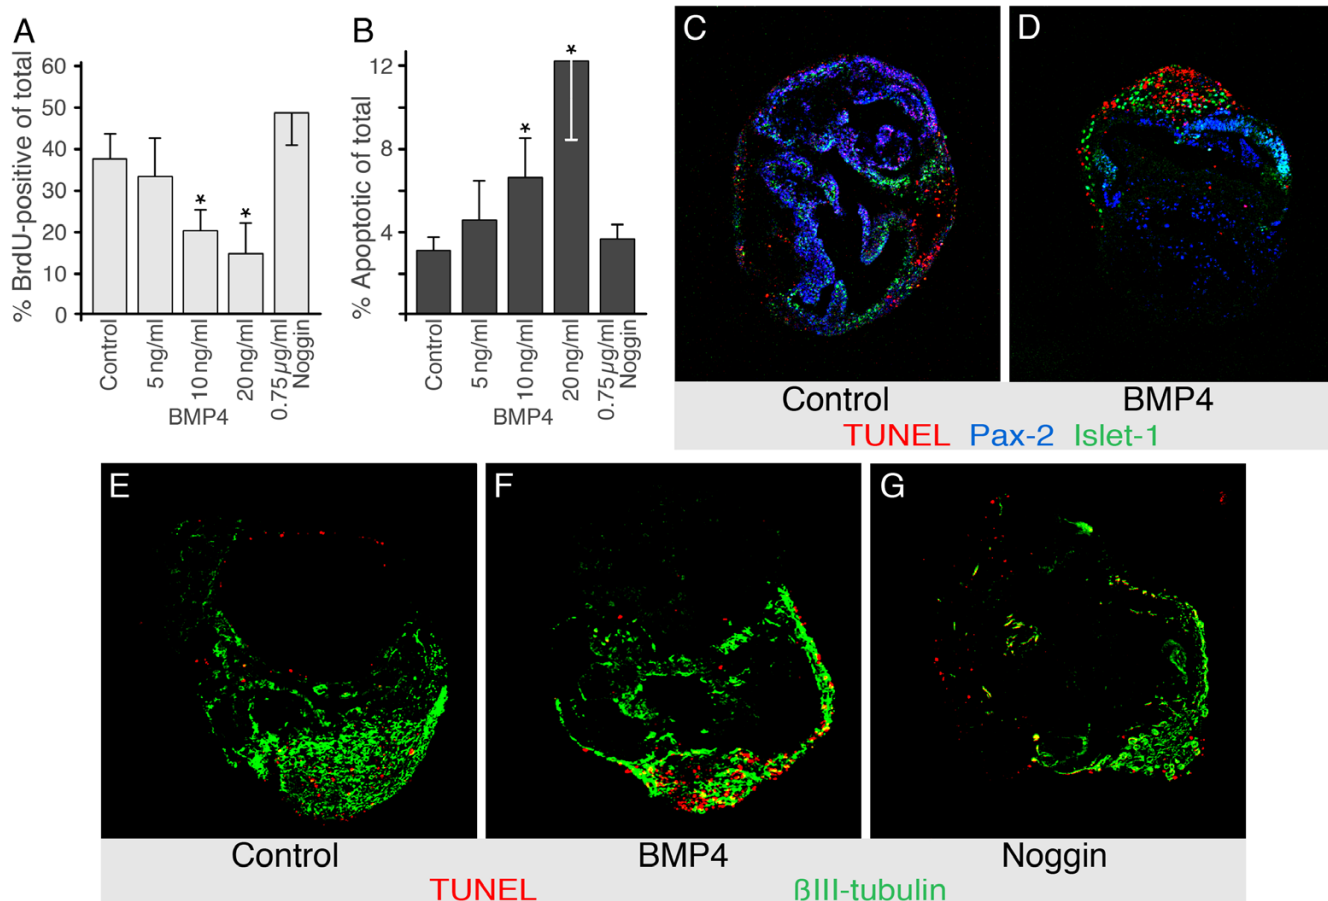 A
% BrdU-positive of total
60
50
40
30
20
10
0
Control
5 ng/ml
10 ng/ml
20 ng/ml
0.75 µg/ml
Noggin
BMP4
*
*
B
% Apoptotic of total
12
8
4
Control
5 ng/ml
10 ng/ml
20 ng/ml
0.75 µg/ml
Noggin
BMP4
*
*
C
D
Control
BMP4
TUNEL Pax-2 Islet-1
E
F
G
Control
BMP4
Noggin
TUNEL
ßIII-tubulin